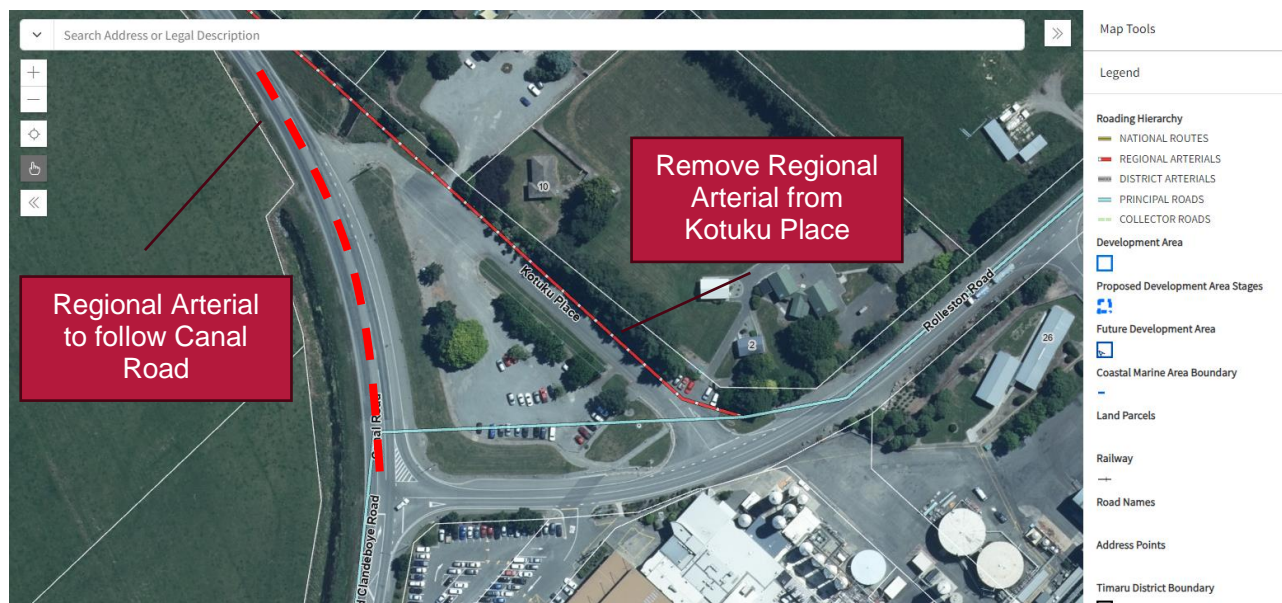 Search Address or Legal Description
Map Tools
Legend
Roading Hierarchy
NATIONAL ROUTES
REGIONAL ARTERIALS
DISTRICT ARTERIALS
PRINCIPAL ROADS
COLLECTOR ROADS
Development Area
Proposed Development Area Stages
Future Development Area
Coastal Marine Area Boundary
Land Parcels
Railway
Road Names
Address Points
Timaru District Boundary
Remove Regional
Arterial from
Kotuku Place
Regional Arterial
to follow Canal
Road
10
Kotuku Place
2
Rolleston Road
26
Clandeboye Road